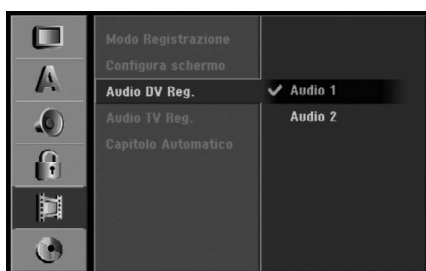 Modo Registrazione
Configura schermo
Audio DV Reg.
Audio 1
Audio 2
Audio TV Reg.
Capitolo Automatico